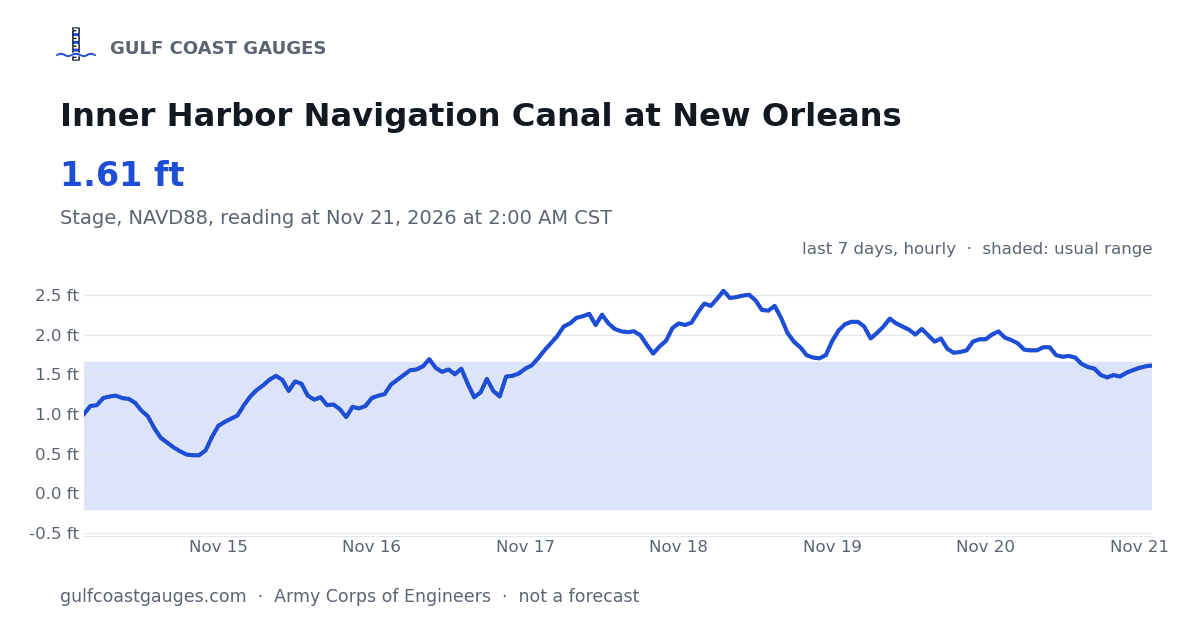 GULF COAST GAUGES
Inner Harbor Navigation Canal at New Orleans
1.61 ft
Stage, NAVD88, reading at Nov 21, 2026 at 2:00 AM CST
last 7 days, hourly · shaded: usual range
2.5 ft
2.0 ft
1.5 ft
1.0 ft
0.5 ft
0.0 ft
-0.5 ft
Nov 15 Nov 16 Nov 17 Nov 18 Nov 19 Nov 20 Nov 21
gulfcoastgauges.com · Army Corps of Engineers · not a forecast